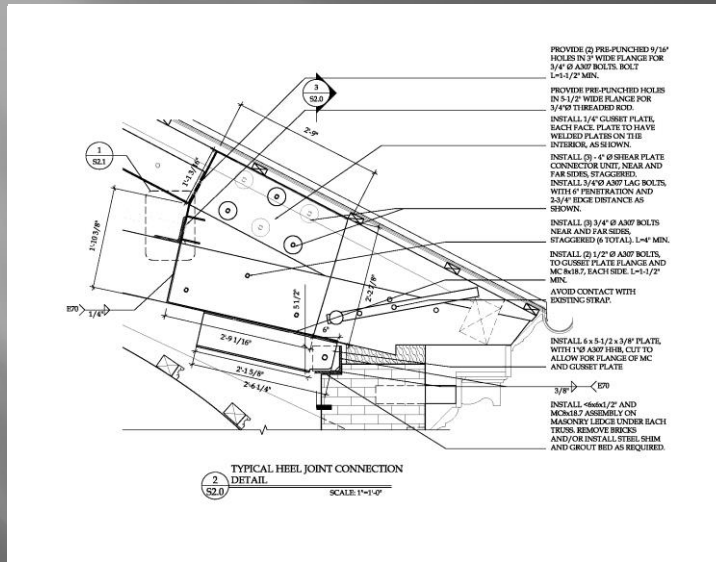 PROVIDE (2) PRE-PUNCHED 9/16"
HOLES IN 3" WIDE FLANGE FOR
3/4" Ø A307 BOLTS. BOLT
L=1-1/2" MIN.
PROVIDE PRE-PUNCHED HOLES
IN 5-1/2" WIDE FLANGE FOR
3/4"Ø THREADED ROD.
INSTALL 1/4" GUSSET PLATE,
EACH FACE. PLATE TO HAVE
WELDED PLATES ON THE
INTERIOR, AS SHOWN.
INSTALL (3) - 4" Ø SHEAR PLATE
CONNECTOR UNIT, NEAR AND
FAR SIDES, STAGGERED.
INSTALL 3/4"Ø A307 LAG BOLTS,
WITH 6" PENETRATION AND
2-3/4" EDGE DISTANCE AS
SHOWN.
INSTALL (3) 3/4" Ø A307 BOLTS
NEAR AND FAR SIDES,
STAGGERED (6 TOTAL). L=4" MIN.
INSTALL (2) 1/2" Ø A307 BOLTS,
TO GUSSET PLATE FLANGE AND
MC 8x18.7, EACH SIDE. L=1-1/2"
MIN.
AVOID CONTACT WITH
EXISTING STRAP.
INSTALL 6 x 5-1/2 x 3/8" PLATE,
WITH 1"Ø A307 HHB, CUT TO
ALLOW FOR FLANGE OF MC
AND GUSSET PLATE
3/8"
E70
INSTALL <6x6x1/2" AND
MC8x18.7 ASSEMBLY ON
MASONRY LEDGE UNDER EACH
TRUSS. REMOVE BRICKS
AND/OR INSTALL STEEL SHIM
AND GROUT BED AS REQUIRED.
3
S2.0
2'-9"
1
S2.1
1'-1 3/16"
1'-10 3/8"
2'-2 7/8"
5 1/2"
E70
1/4"
6"
2'-9 1/16"
2'-1 5/8"
2'-6 1/4"
2
S2.0
TYPICAL HEEL JOINT CONNECTION
DETAIL
SCALE: 1"=1'-0"